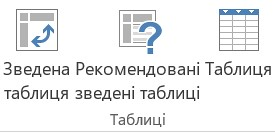 Зведена Рекомендовані Таблиця
таблиця зведені таблиці
Таблиці